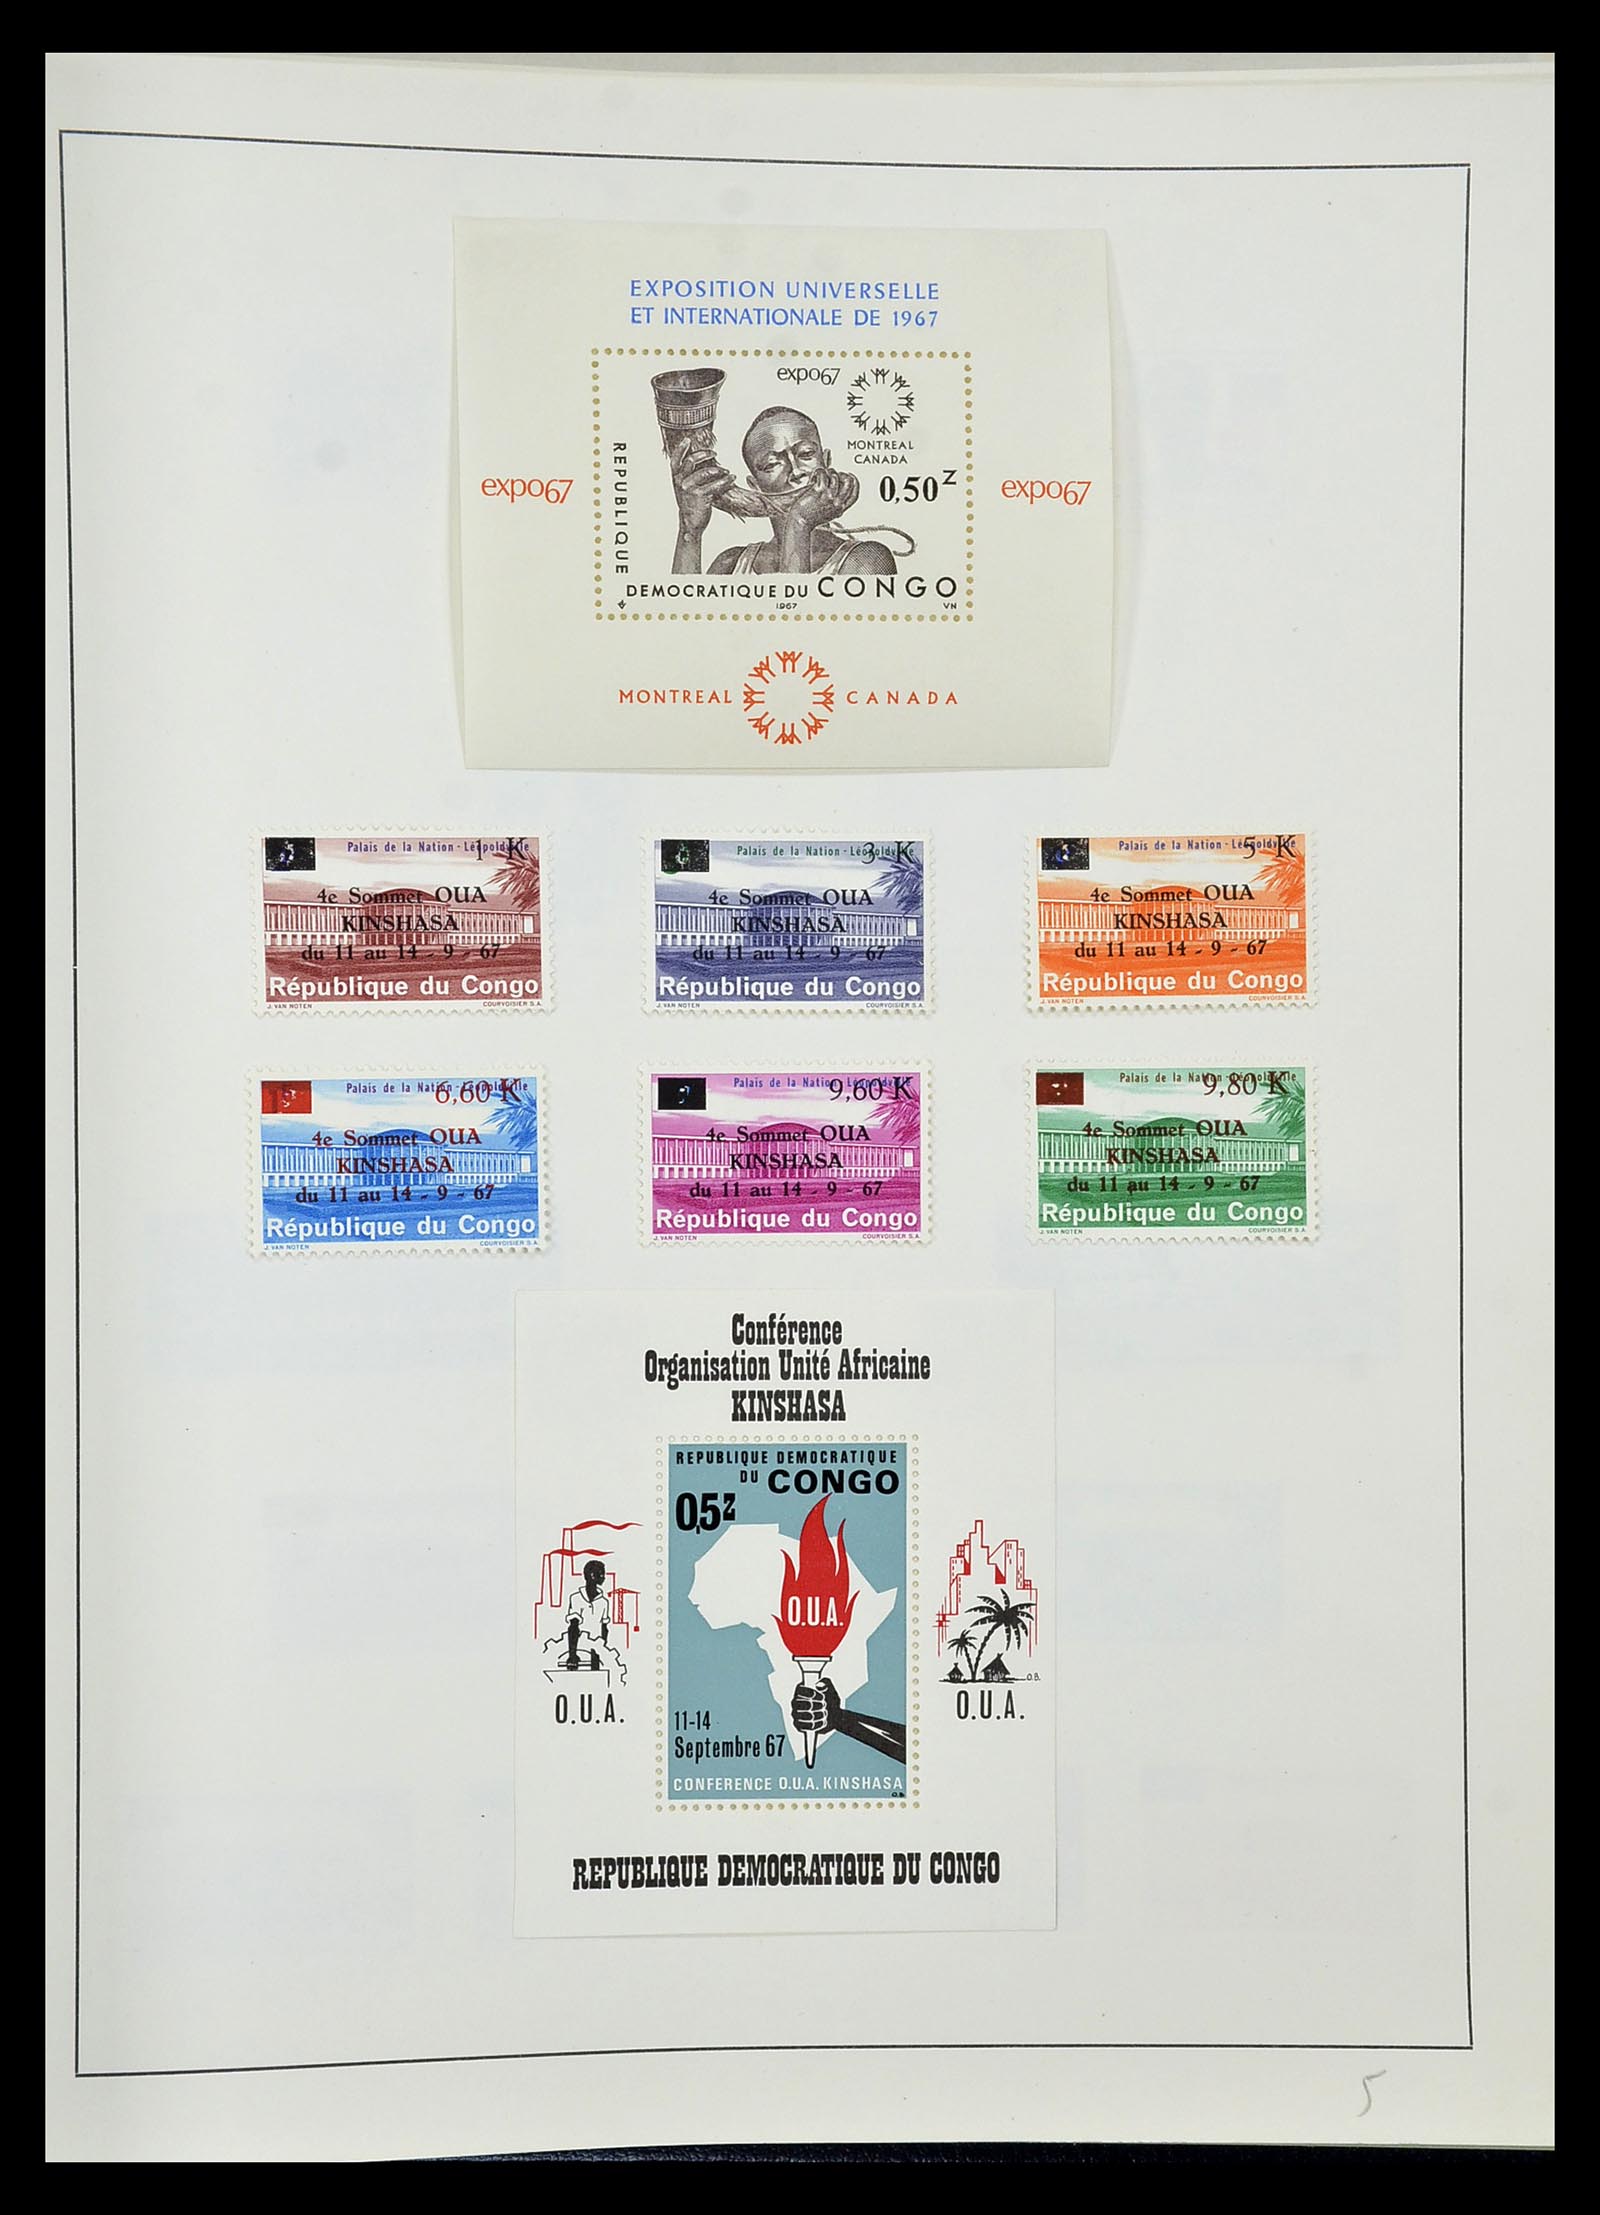 EXPOSITION UNIVERSELLE
ET INTERNATIONALE DE 1967
expo67
MONTREAL
CANADA
0,50Z
REPUBLIQUE
DEMOCRATIQUE DU CONGO
1967 VN
expo67
expo67
MONTREAL CANADA
Palais de la Nation - Léopoldville
1 K
4e Sommet OUA
KINSHASA
du 11 au 14 - 9 - 67
République du Congo
J. VAN NOTEN COURVOISIER S.A.
Palais de la Nation - Léopoldville
3 K
4e Sommet OUA
KINSHASA
du 11 au 14 - 9 - 67
République du Congo
J. VAN NOTEN COURVOISIER S.A.
Palais de la Nation - Léopoldville
5 K
4e Sommet OUA
KINSHASA
du 11 au 14 - 9 - 67
République du Congo
J. VAN NOTEN COURVOISIER S.A.
Palais de la Nation - Léopoldville
6,60 K
4e Sommet OUA
KINSHASA
du 11 au 14 - 9 - 67
République du Congo
J. VAN NOTEN COURVOISIER S.A.
Palais de la Nation - Léopoldville
9,60 K
4e Sommet OUA
KINSHASA
du 11 au 14 - 9 - 67
République du Congo
J. VAN NOTEN COURVOISIER S.A.
Palais de la Nation - Léopoldville
9,80 K
4e Sommet OUA
KINSHASA
du 11 au 14 - 9 - 67
République du Congo
J. VAN NOTEN COURVOISIER S.A.
Conférence
Organisation Unité Africaine
KINSHASA
REPUBLIQUE DEMOCRATIQUE
DU CONGO
0,5Z
O.U.A.
11-14
Septembre 67
CONFERENCE O.U.A. KINSHASA
O.B.
O.U.A.
O.B.
O.U.A.
REPUBLIQUE DEMOCRATIQUE DU CONGO
5